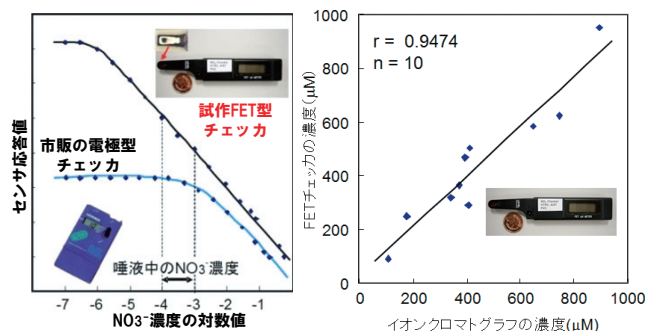 センサ応答値
試作FET型
チェッカ
市販の電極型
チェッカ
唾液中のNO3-濃度
-7 -6 -5 -4 -3 -2 -1
NO3-濃度の対数値
FETチェッカの濃度(μM)
1000
800
600
400
200
0
r = 0.9474
n = 10
0 200 400 600 800 1000
イオンクロマトグラフの濃度(μM)